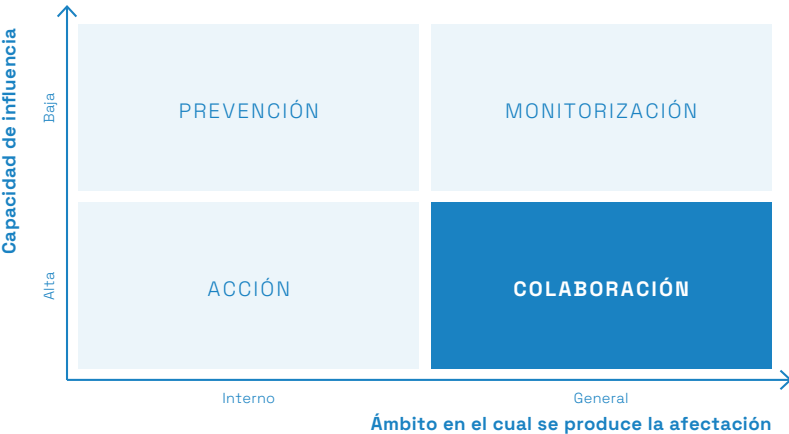 Capacidad de influencia
Baja
PREVENCIÓN
MONITORIZACIÓN
Alta
ACCIÓN
COLABORACIÓN
Interno
General
Ámbito en el cual se produce la afectación